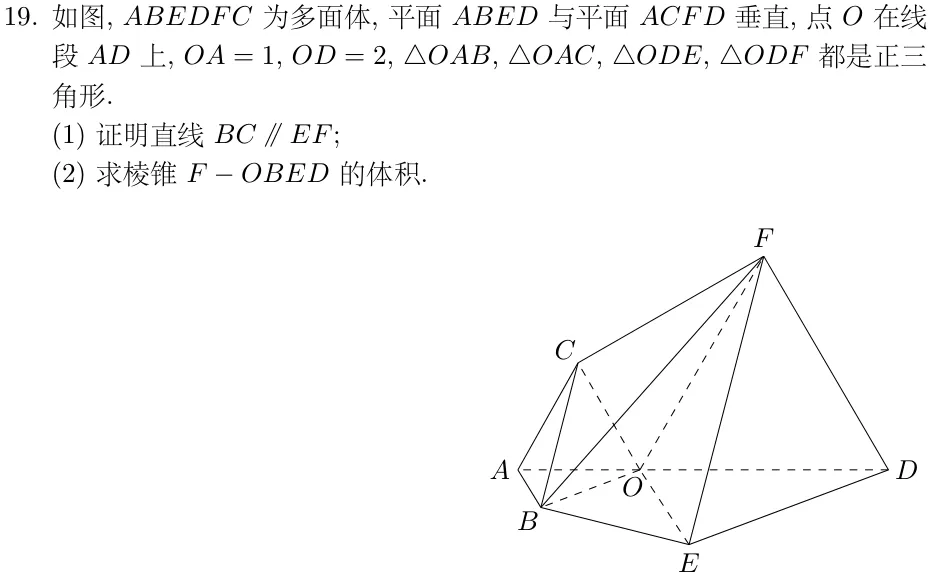 19. 如图, ABEDFC 为多面体, 平面 ABED 与平面 ACFD 垂直, 点 O 在线
段 AD 上, OA = 1, OD = 2, △OAB, △OAC, △ODE, △ODF 都是正三
角形.
(1) 证明直线 BC ∥ EF;
(2) 求棱锥 F − OBED 的体积.
F
C
A
O
D
B
E